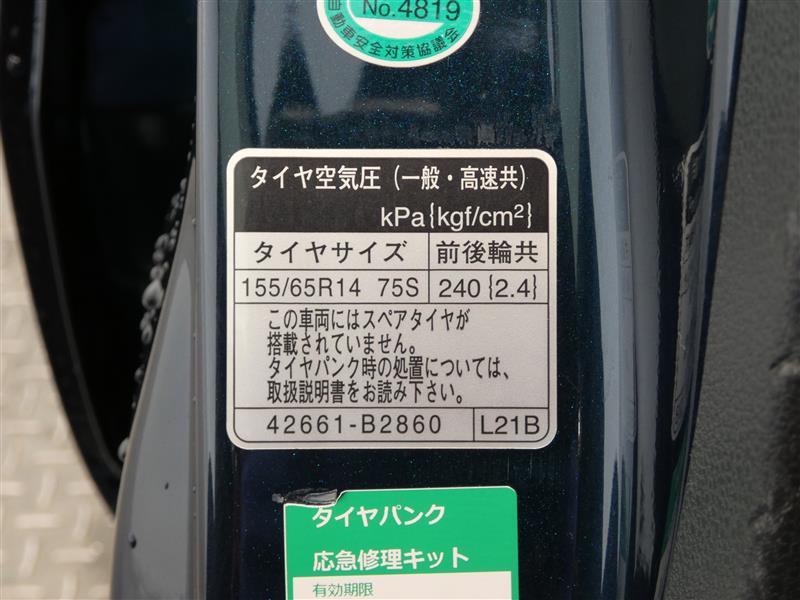 No.4819
自動車安全対策協議会
タイヤ空気圧（一般・高速共）
kPa{kgf/cm²}
タイヤサイズ 前後輪共
155/65R14 75S 240{2.4}
この車両にはスペアタイヤが
搭載されていません。
タイヤパンク時の処置については、
取扱説明書をお読み下さい。
42661-B2860 L21B
タイヤパンク
応急修理キット
有効期限